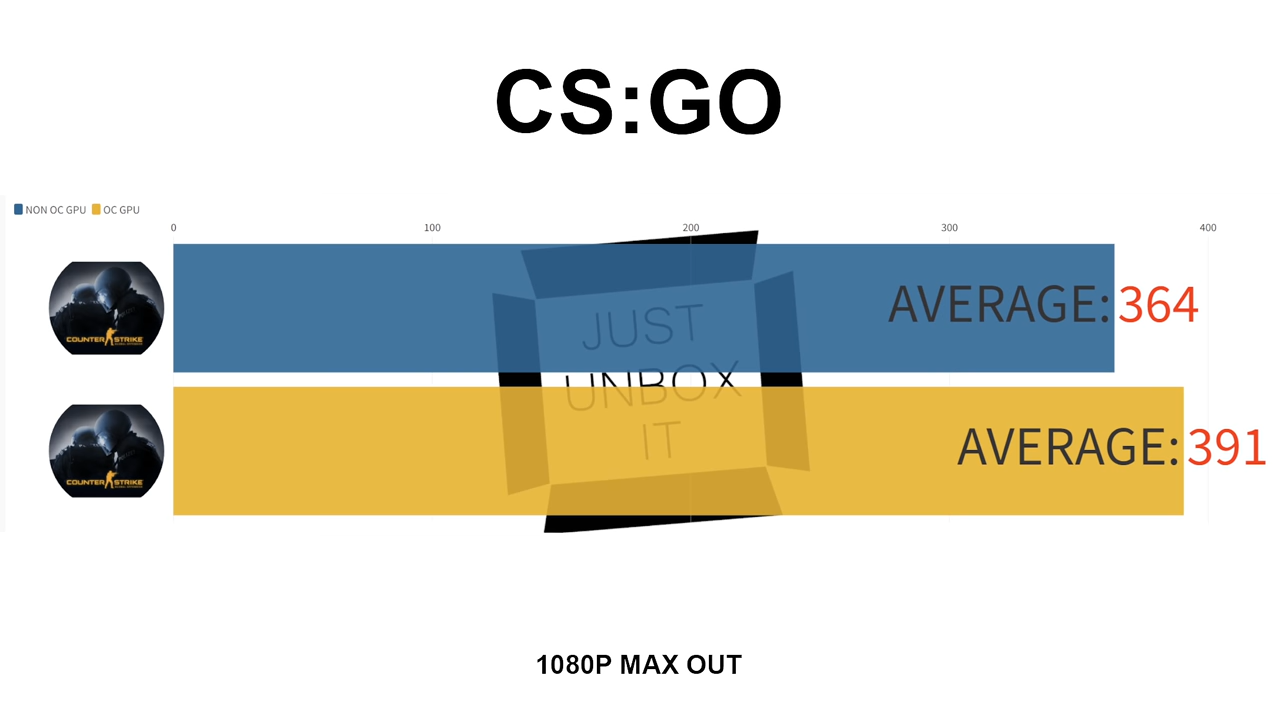 CS:GO
NON OC GPU OC GPU
0 100 200 300 400
AVERAGE: 364
JUST
UNBOX
IT
AVERAGE: 391
COUNTER STRIKE
COUNTER STRIKE
1080P MAX OUT